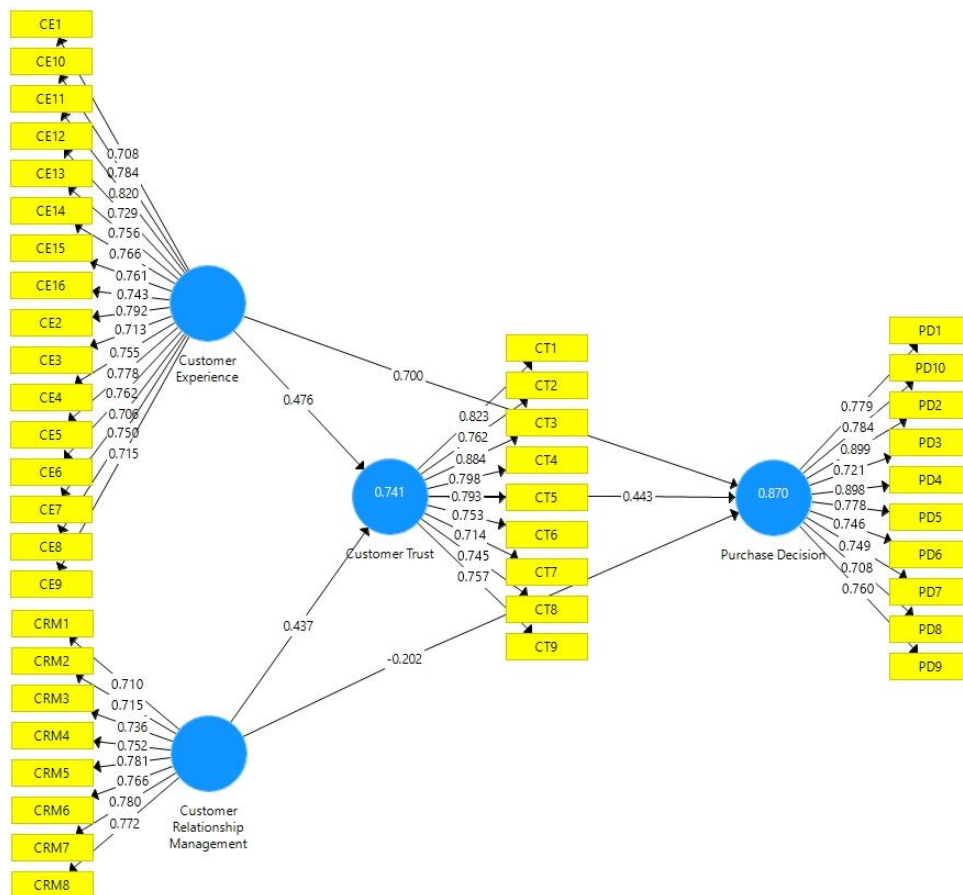 CE1
CE10
CE11
CE12
CE13
CE14
CE15
CE16
CE2
CE3
CE4
CE5
CE6
CE7
CE8
CE9
0.708
0.784
0.820
0.729
0.756
0.766
0.761
0.743
0.792
0.713
0.755
0.778
0.762
0.706
0.750
0.715
Customer
Experience
CRM1
CRM2
CRM3
CRM4
CRM5
CRM6
CRM7
CRM8
0.710
0.715
0.736
0.752
0.781
0.766
0.780
0.772
Customer
Relationship
Management
0.476
0.437
0.700
-0.202
0.443
0.741
Customer Trust
0.823
0.762
0.884
0.798
0.793
0.753
0.714
0.745
0.757
CT1
CT2
CT3
CT4
CT5
CT6
CT7
CT8
CT9
0.870
Purchase Decision
0.779
0.784
0.899
0.721
0.898
0.778
0.746
0.749
0.708
0.760
PD1
PD10
PD2
PD3
PD4
PD5
PD6
PD7
PD8
PD9